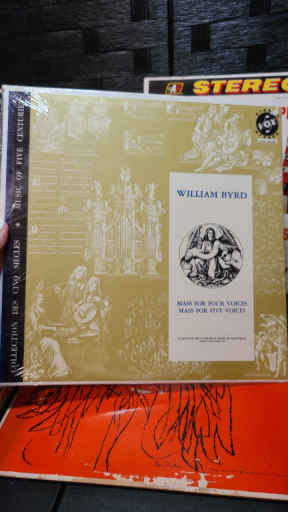 STEREO
VOX
WILLIAM BYRD
MASS FOR FOUR VOICES
MASS FOR FIVE VOICES
COLLECTION DES CINQ SIECLES • MUSIC OF FIVE CENTURIES